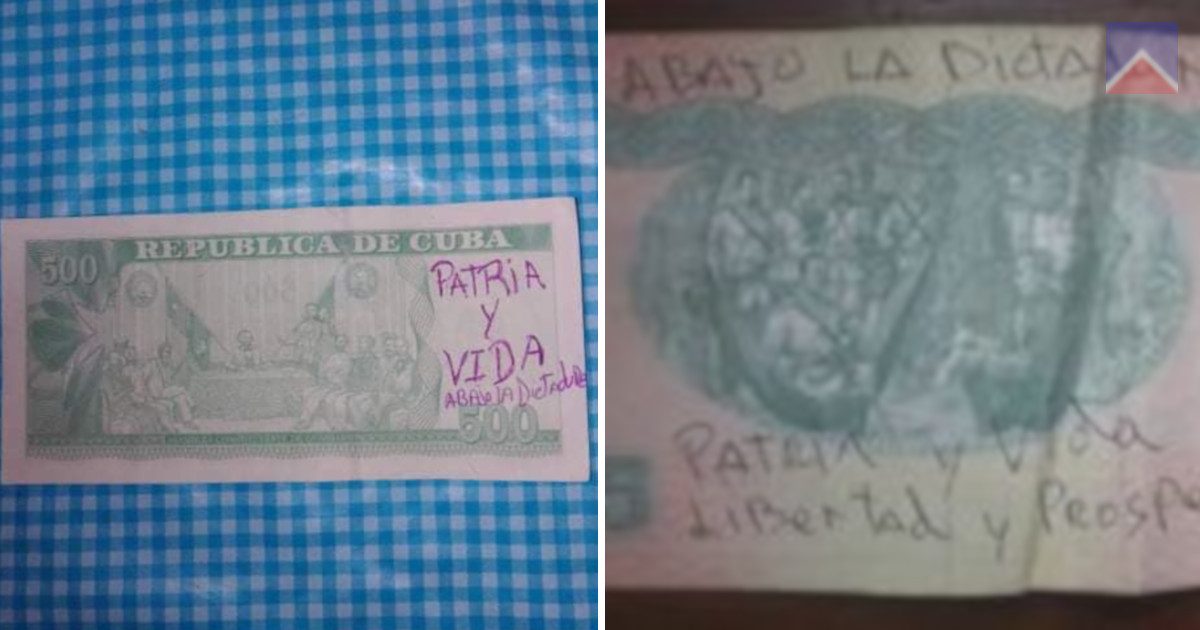 REPUBLICA DE CUBA
500
PATRIA
Y
VIDA
ABAJO LA DICTADURA
500
ABAJO LA Dicta
PATRIA y Vida
Libertad y Prospe